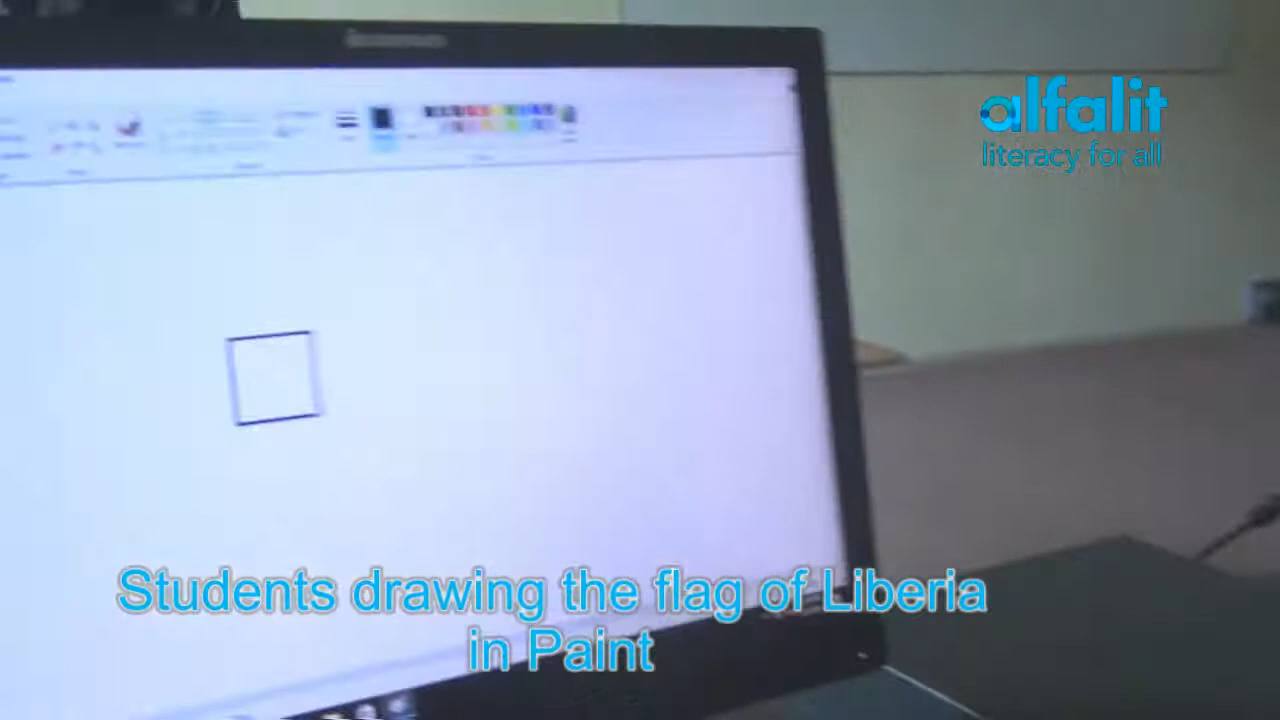 alfalit
literacy for all
Students drawing the flag of Liberia
in Paint